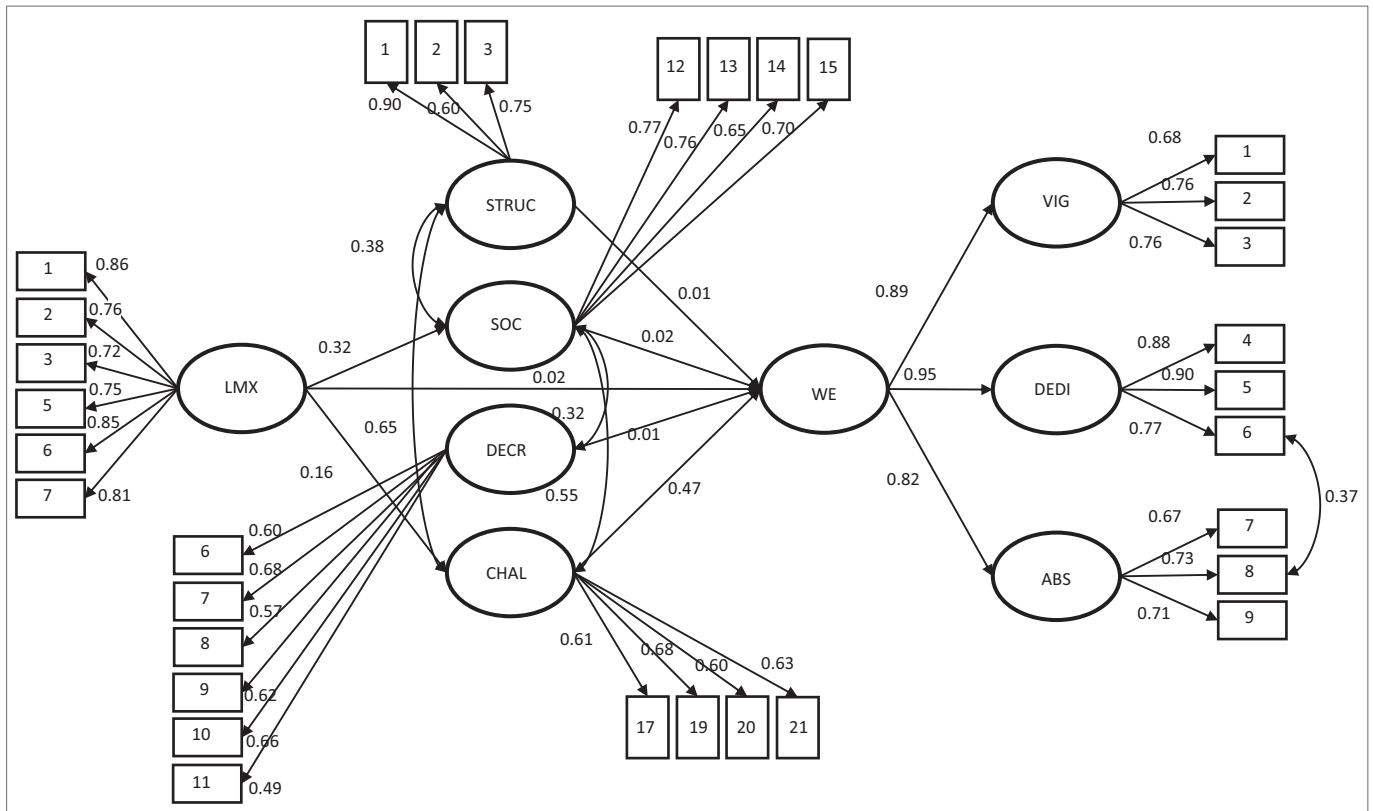 1 2 3
0.90 0.60 0.75
12 13 14 15
0.77 0.76 0.65 0.70
STRUC
0.38
SOC
0.01
0.02
1 0.86
2 0.76
3 0.72
5 0.75
6 0.85
7 0.81
LMX
0.32
0.02
0.65
0.16
DECR
0.32
0.01
0.55
0.47
CHAL
6 0.60
7 0.68
8 0.57
9 0.62
10 0.66
11 0.49
0.61 0.68 0.60 0.63
17 19 20 21
WE
0.89
0.95
0.82
VIG
0.68 1
0.76 2
0.76 3
DEDI
0.88 4
0.90 5
0.77 6
0.37
ABS
0.67 7
0.73 8
0.71 9